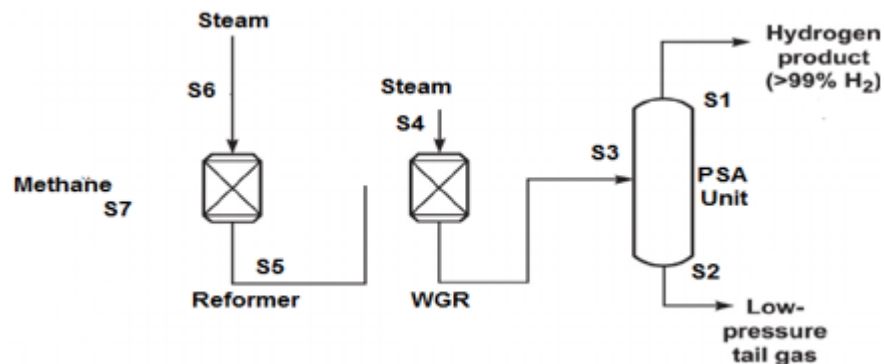 Steam
S6
Methane
S7
S5
Reformer
Steam
S4
WGR
S3
Hydrogen
product
(>99% H₂)
S1
PSA
Unit
S2
Low-
pressure
tail gas